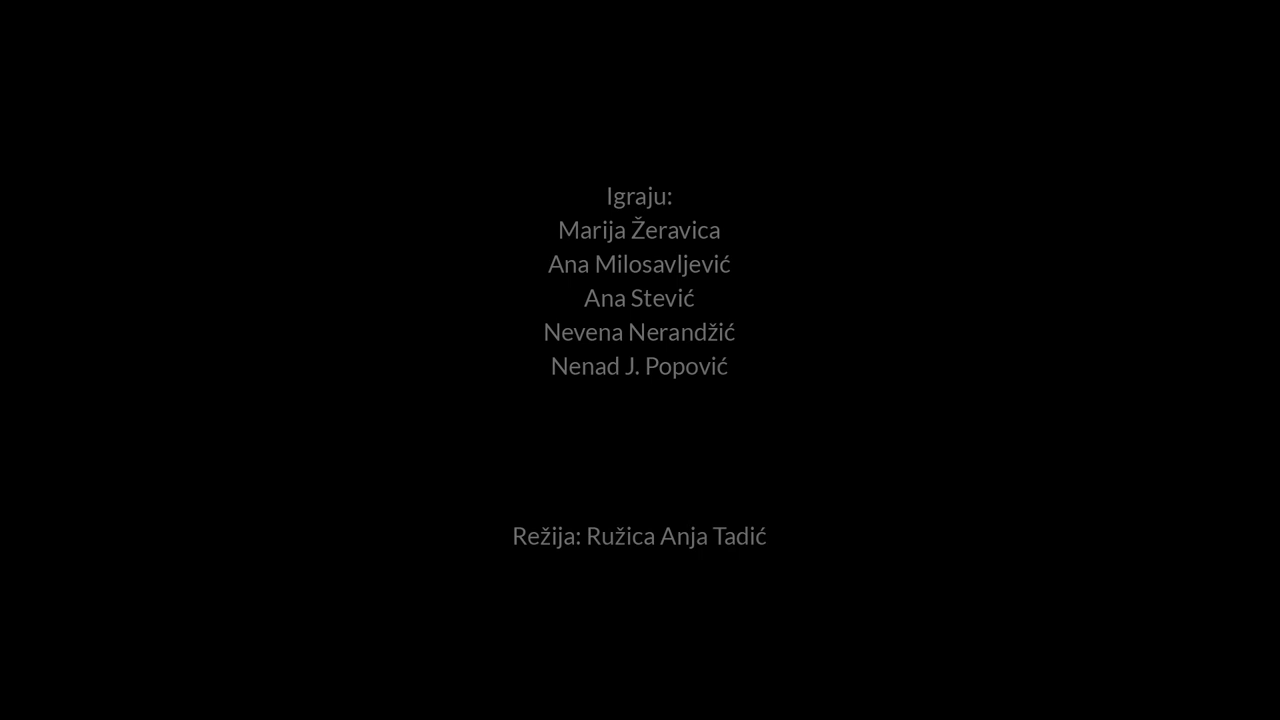 Igraju:
Marija Žeravica
Ana Milosavljević
Ana Stević
Nevena Nerandžić
Nenad J. Popović
Režija: Ružica Anja Tadić